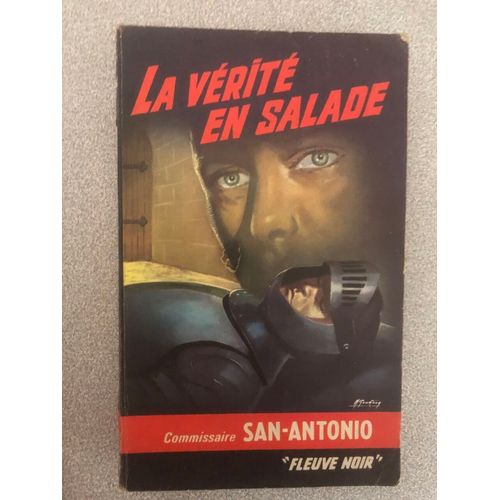 LA VÉRITÉ
EN SALADE
Commissaire SAN-ANTONIO
"FLEUVE NOIR"